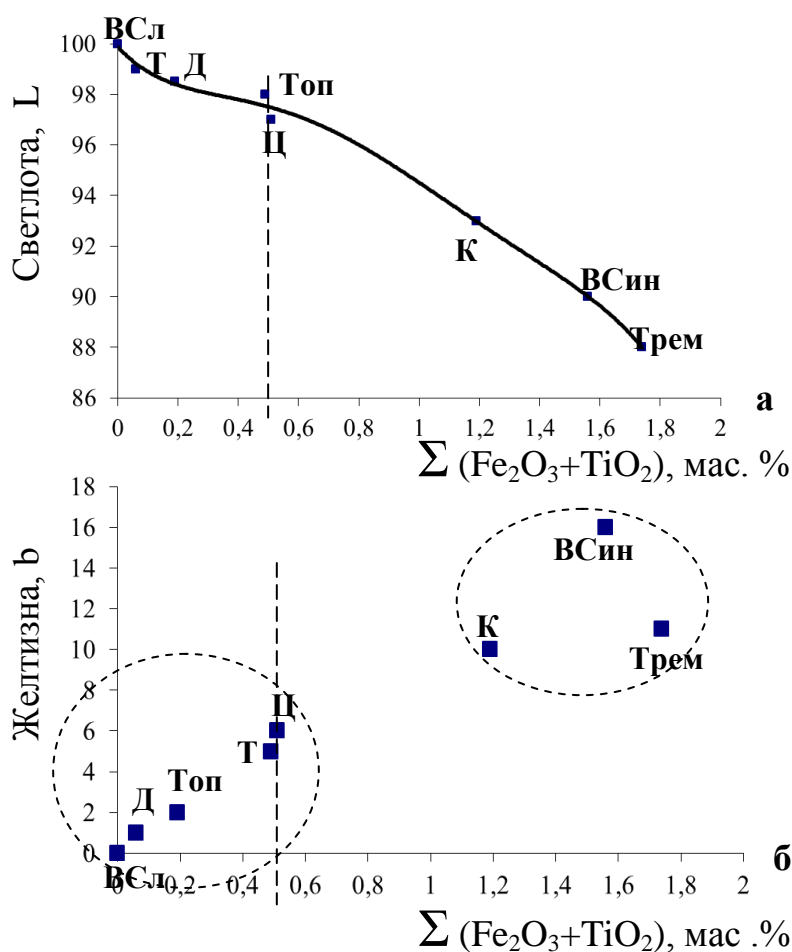 ВСл
100
Т
Д
Топ
98
Ц
96
94
К
92
ВСин
90
Трем
88
86
Светлота, L
а
0 0,2 0,4 0,6 0,8 1 1,2 1,4 1,6 1,8 2
Σ (Fe₂O₃+TiO₂), мас. %
18
16
ВСин
14
12
К
10
Трем
8
Ц
6
Т
4
Топ
Д
2
0
ВСл
Желтизна, b
б
0 0,2 0,4 0,6 0,8 1 1,2 1,4 1,6 1,8 2
Σ (Fe₂O₃+TiO₂), мас .%